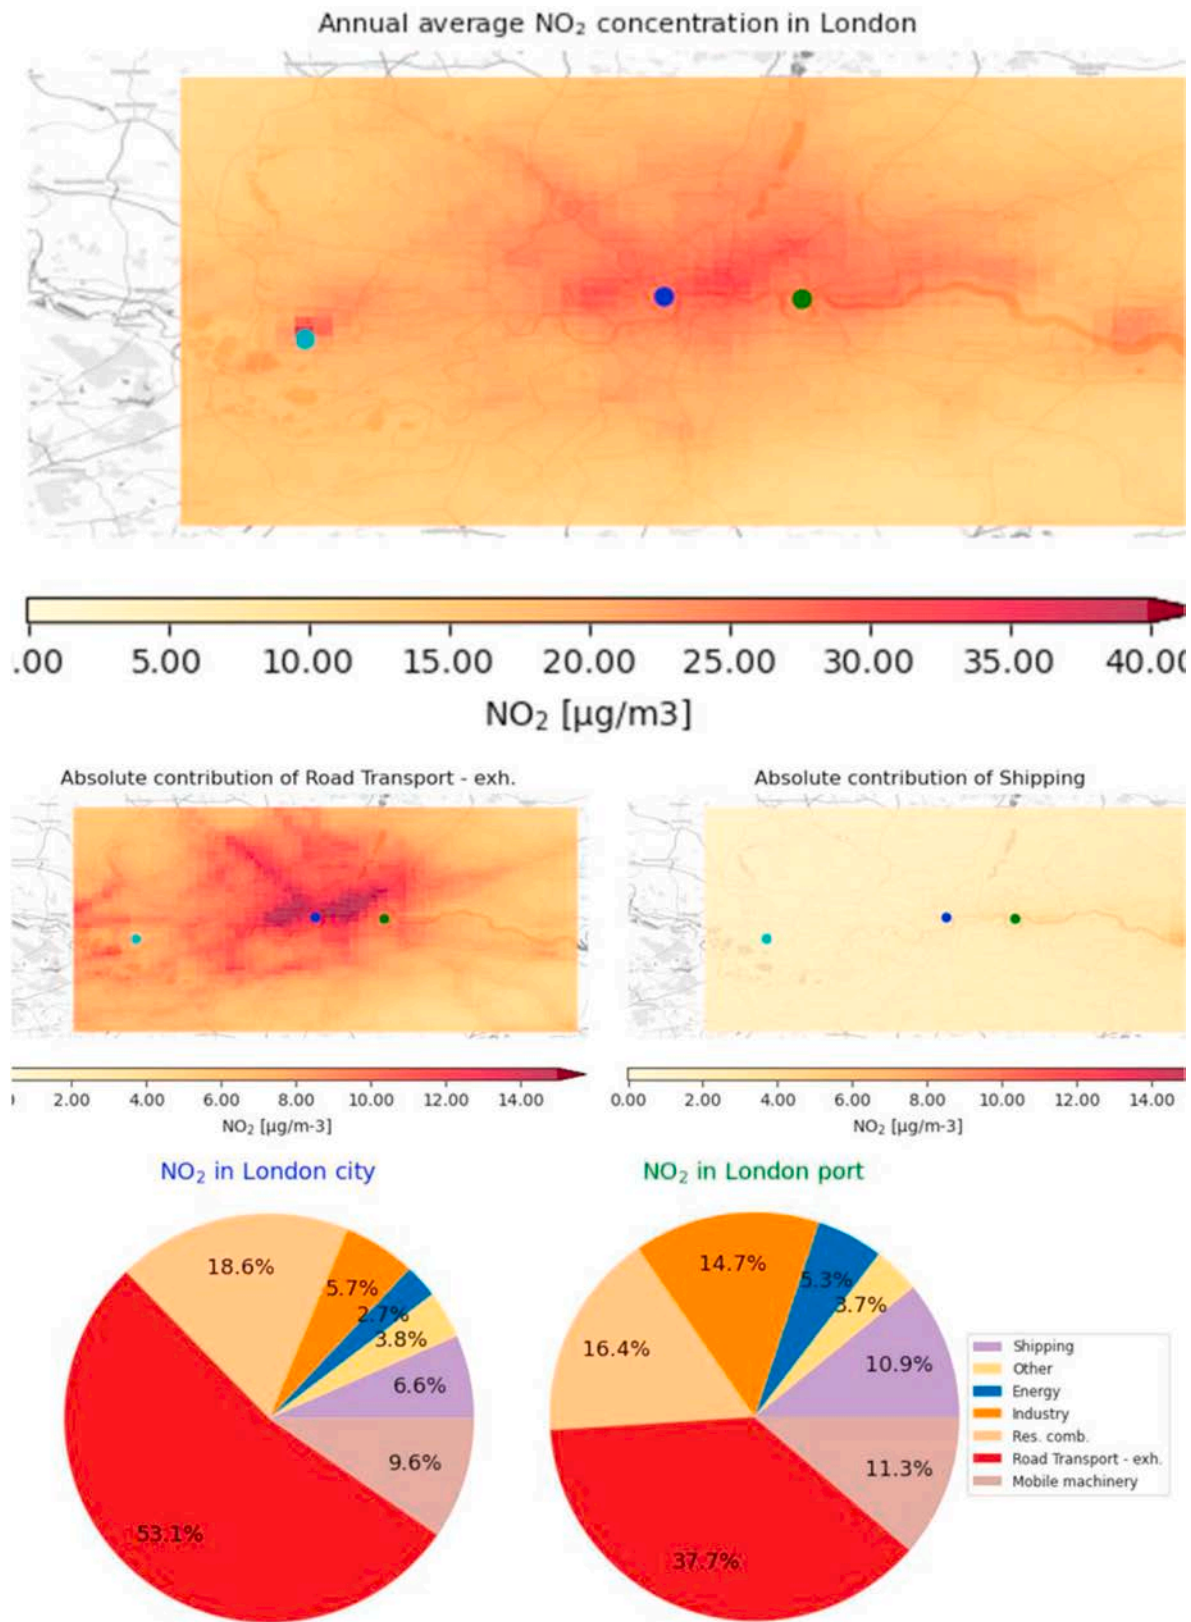 Annual average NO₂ concentration in London
.00 5.00 10.00 15.00 20.00 25.00 30.00 35.00 40.0
NO₂ [µg/m3]
Absolute contribution of Road Transport - exh.
Absolute contribution of Shipping
2.00 4.00 6.00 8.00 10.00 12.00 14.00
NO₂ [µg/m-3]
0.00 2.00 4.00 6.00 8.00 10.00 12.00 14.00
NO₂ [µg/m-3]
NO₂ in London city
18.6%
5.7%
2.7%
3.8%
6.6%
9.6%
53.1%
NO₂ in London port
14.7%
5.3%
3.7%
16.4%
10.9%
11.3%
37.7%
Shipping
Other
Energy
Industry
Res. comb.
Road Transport - exh.
Mobile machinery